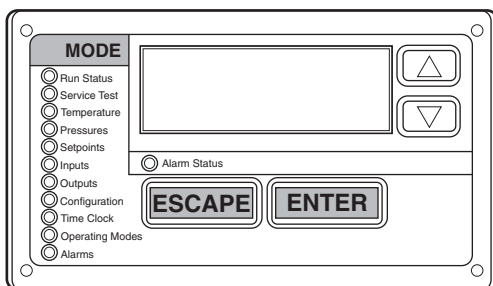 MODE
Run Status
Service Test
Temperature
Pressures
Setpoints
Inputs
Outputs
Configuration
Time Clock
Operating Modes
Alarms
Alarm Status
ESCAPE
ENTER